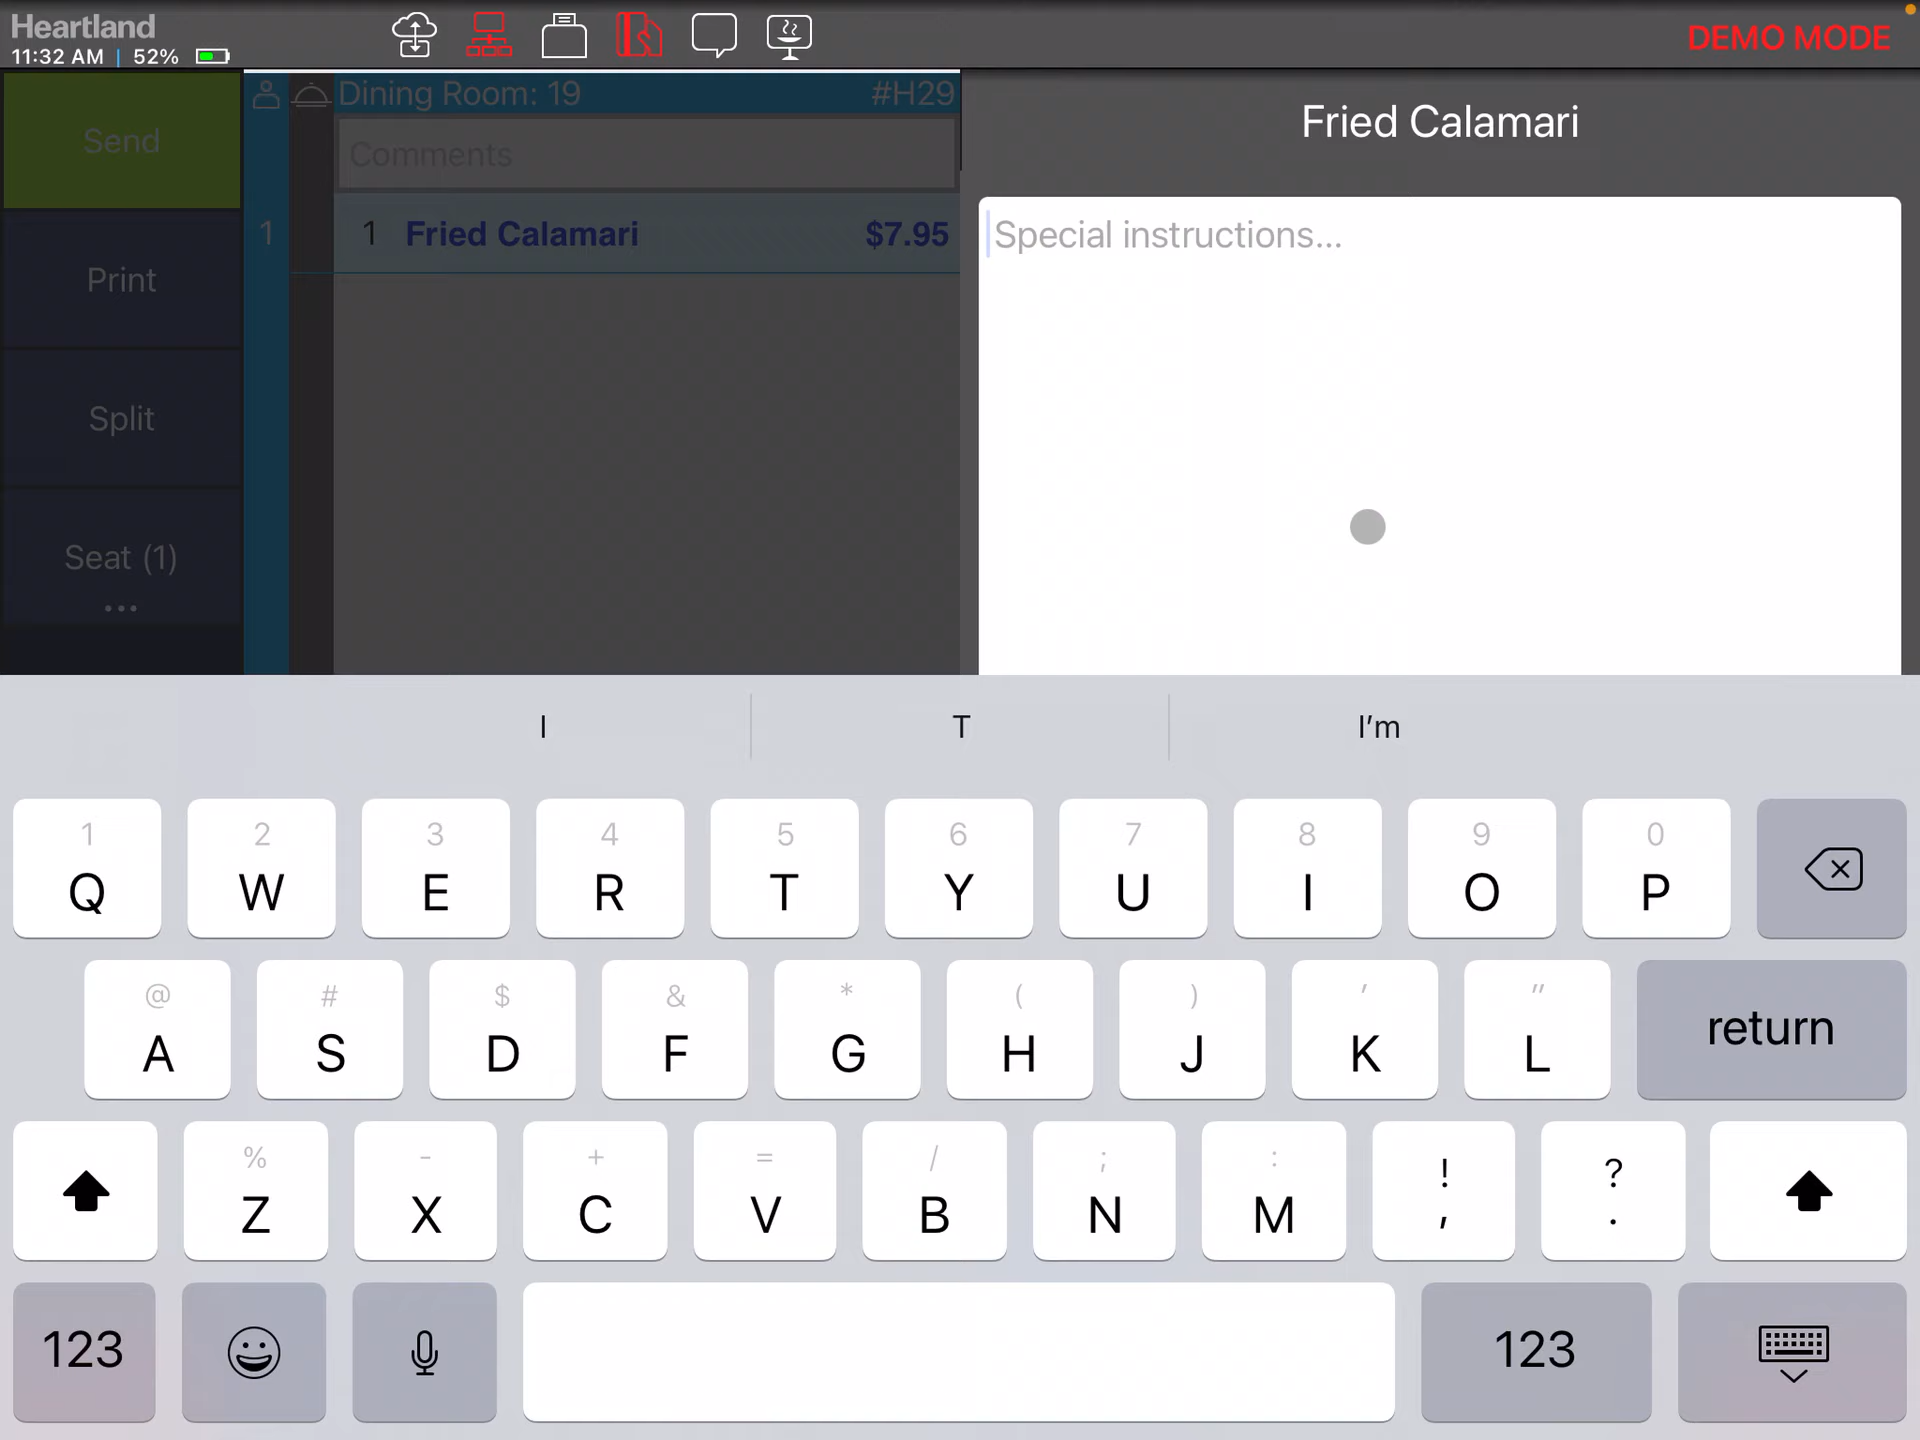 Heartland
11:32 AM | 52%
DEMO MODE
Send
Print
Split
Seat (1)
...
Dining Room: 19 #H29
Comments
1 1 Fried Calamari $7.95
Fried Calamari
Special instructions...
I T I'm
1 2 3 4 5 6 7 8 9 0
Q W E R T Y U I O P
@ # $ & * ( ) ' "
A S D F G H J K L return
% - + = / ; : ! ?
Z X C V B N M , .
123 123